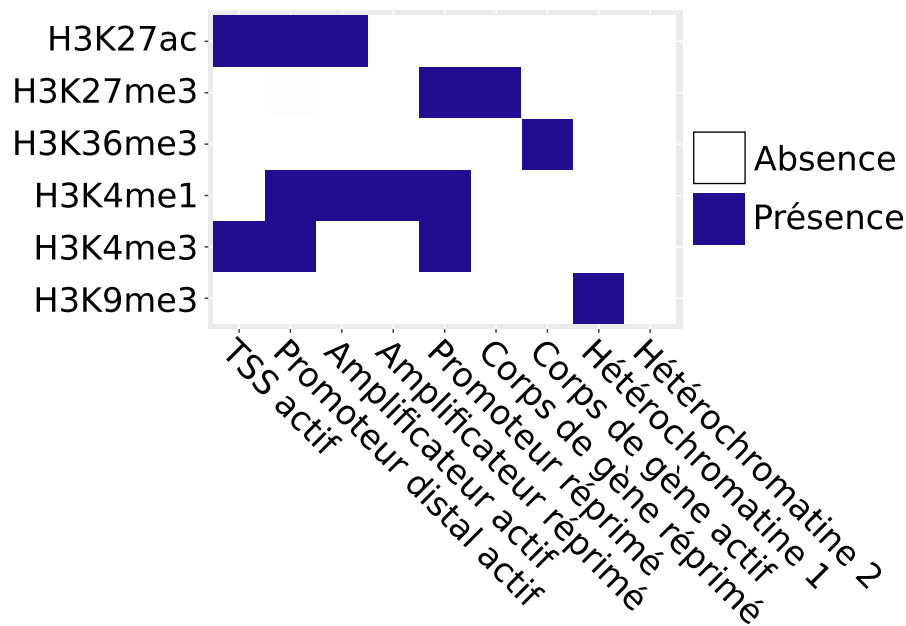 H3K27ac
H3K27me3
H3K36me3
H3K4me1
H3K4me3
H3K9me3
Absence
Présence
TSS actif
Promoteur distal actif
Amplificateur actif
Amplificateur réprimé
Promoteur réprimé
Corps de gène réprimé
Corps de gène actif
Hétérochromatine 1
Hétérochromatine 2